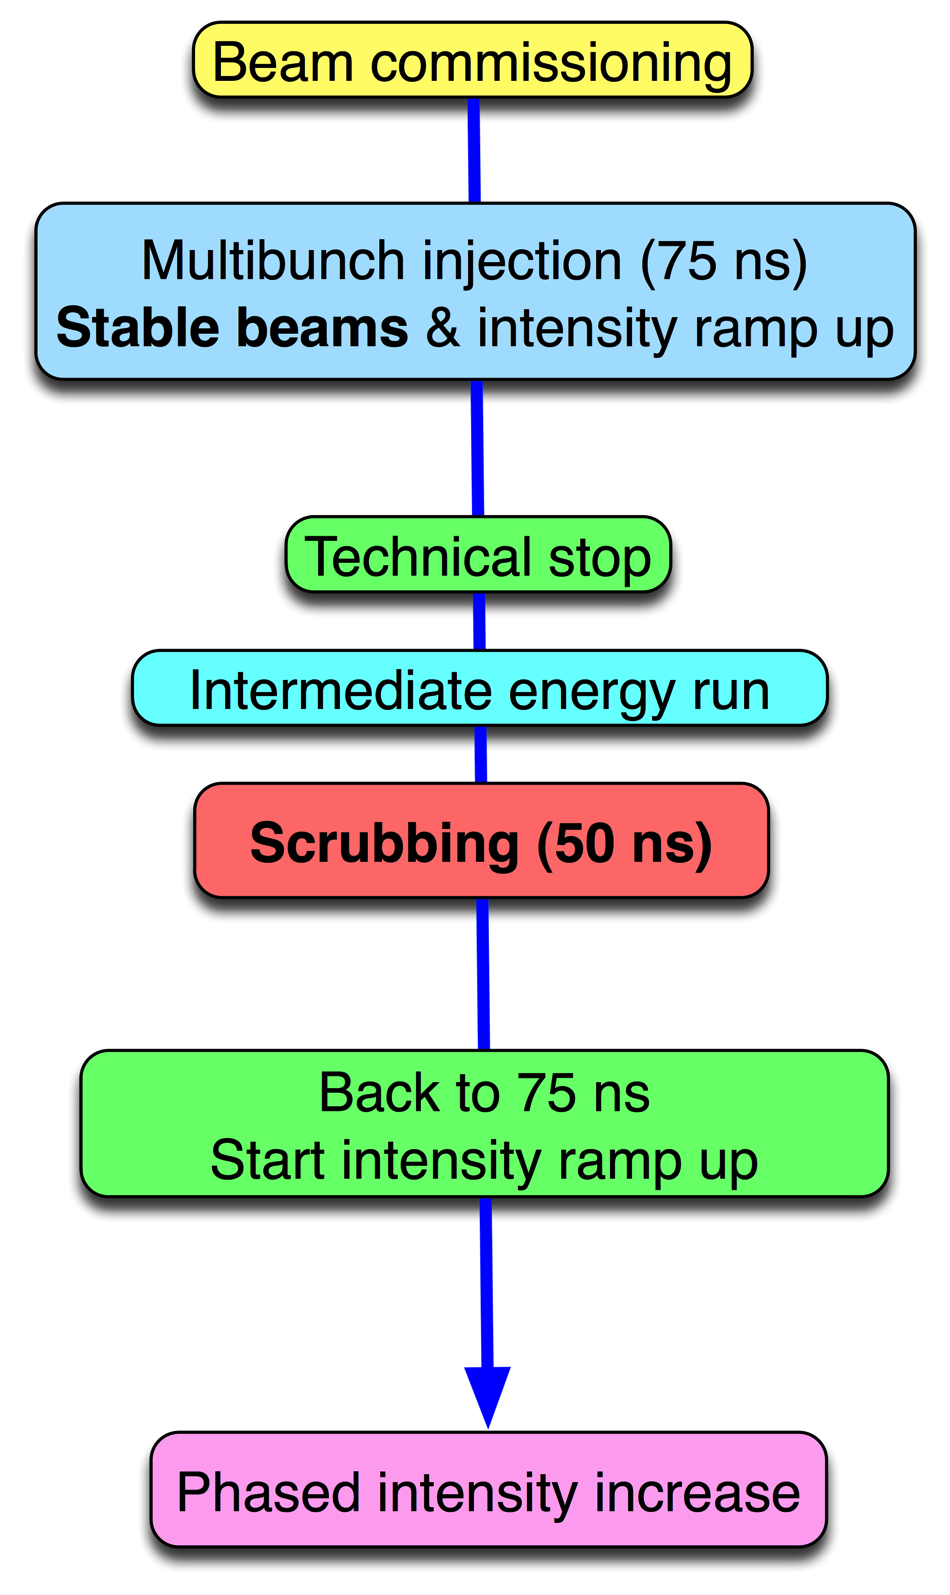 Beam commissioning
Multibunch injection (75 ns)
Stable beams & intensity ramp up
Technical stop
Intermediate energy run
Scrubbing (50 ns)
Back to 75 ns
Start intensity ramp up
Phased intensity increase